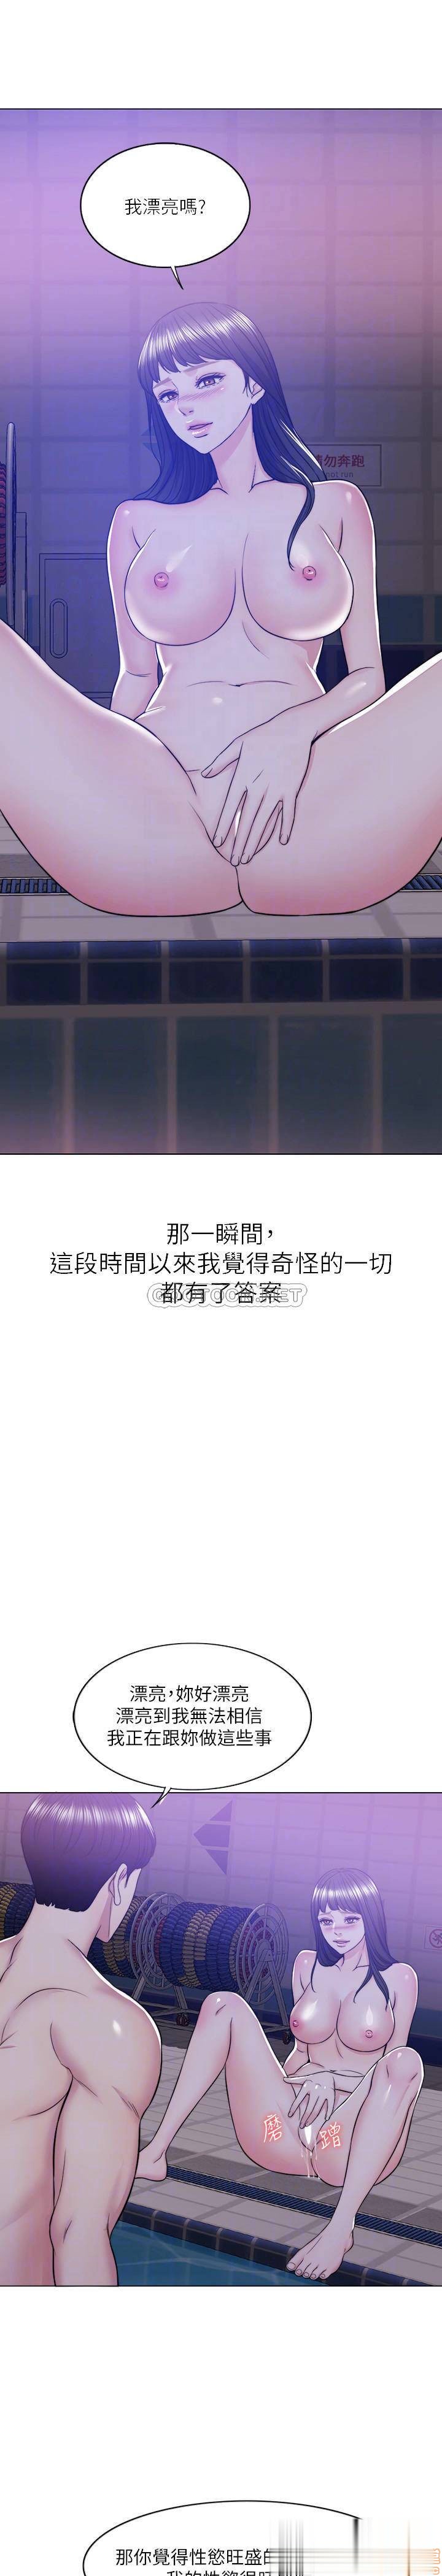 我漂亮嗎?
請勿奔跑
那一瞬間,
這段時間以來我覺得奇怪的一切
都有了答案
漂亮,妳好漂亮
漂亮到我無法相信
我正在跟妳做這些事
磨
蹭
那你覺得性慾旺盛的